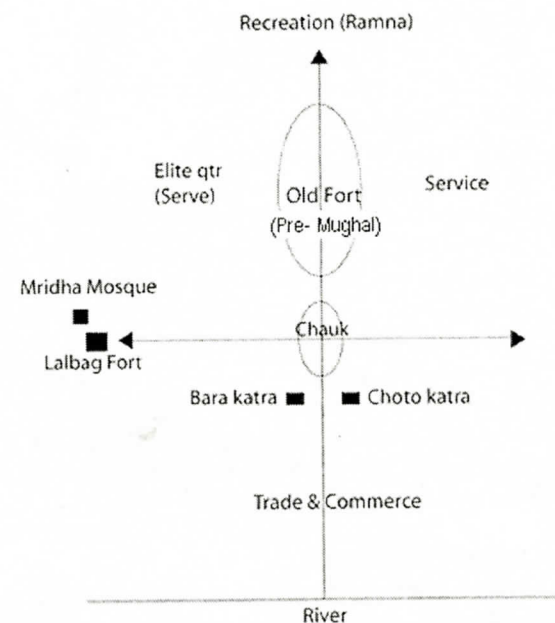 Recreation (Ramna)
Elite qtr
(Serve)
Old Fort
(Pre- Mughal)
Service
Mridha Mosque
Lalbag Fort
Chauk
Bara katra
Choto katra
Trade & Commerce
River